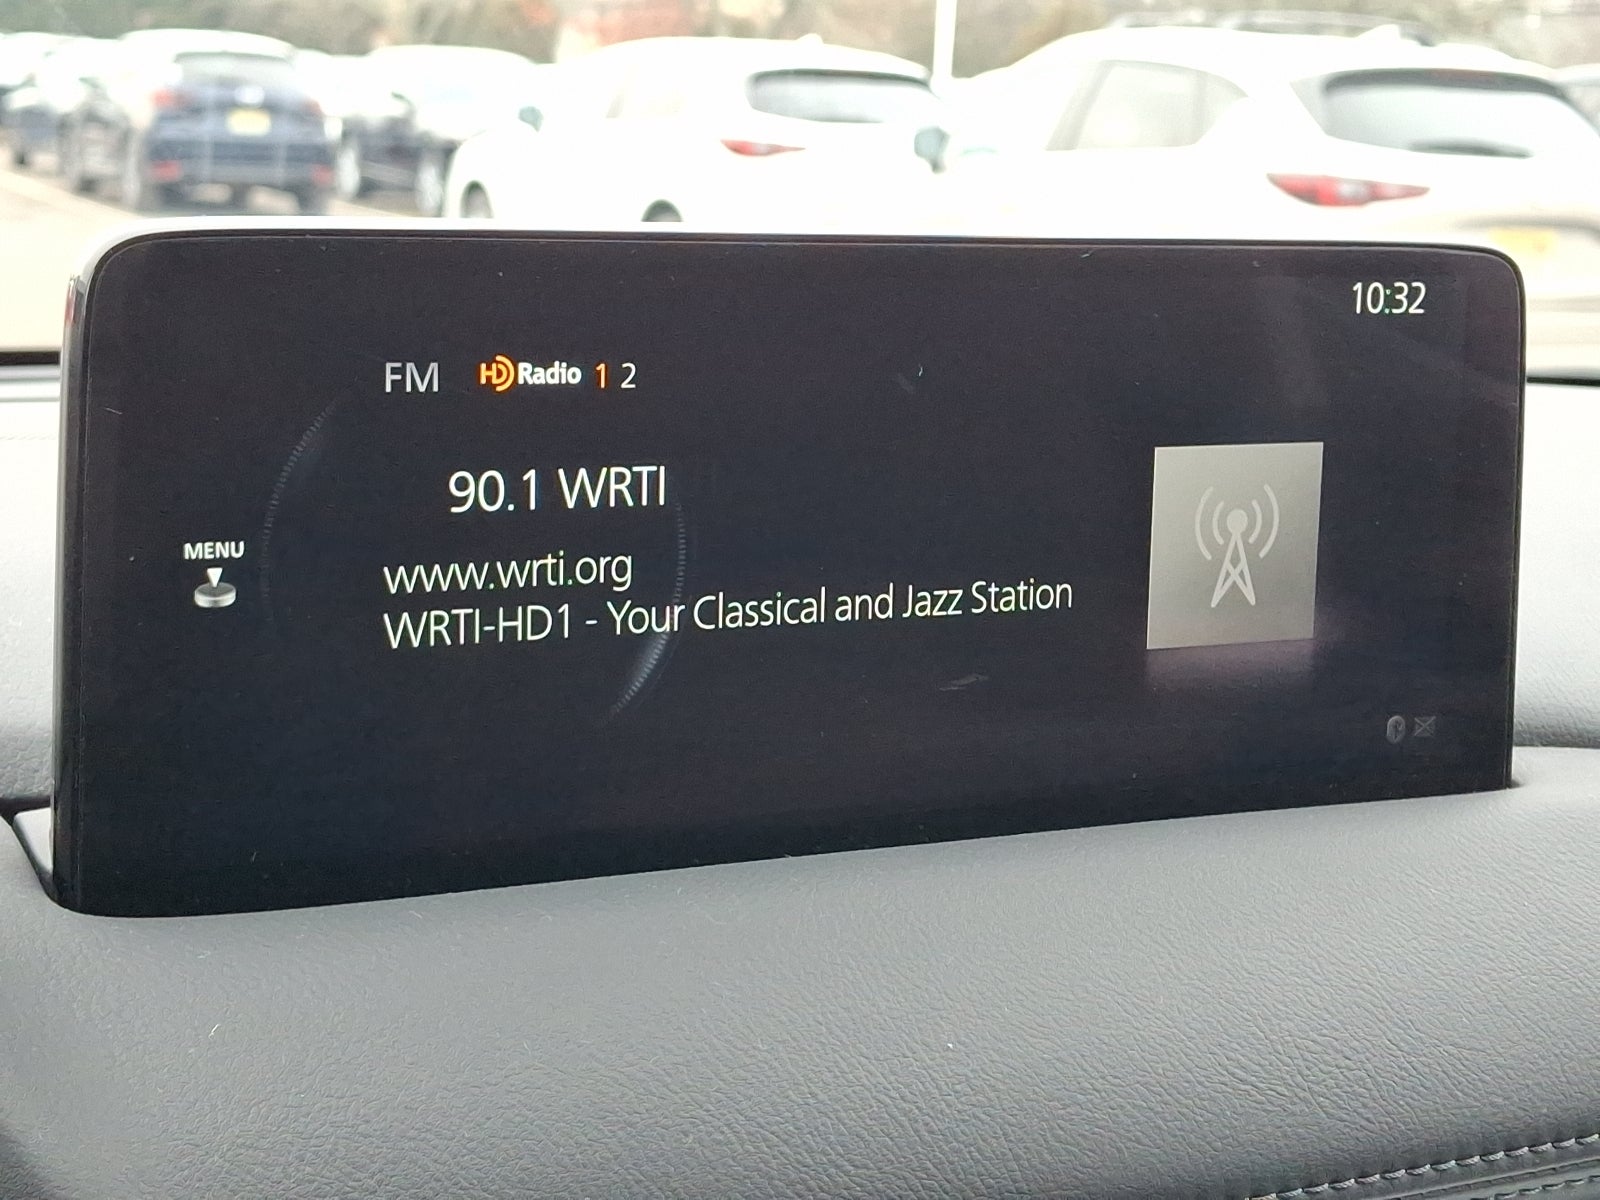 10:32
FM HD Radio 1 2
90.1 WRTI
MENU
www.wrti.org
WRTI-HD1 - Your Classical and Jazz Station